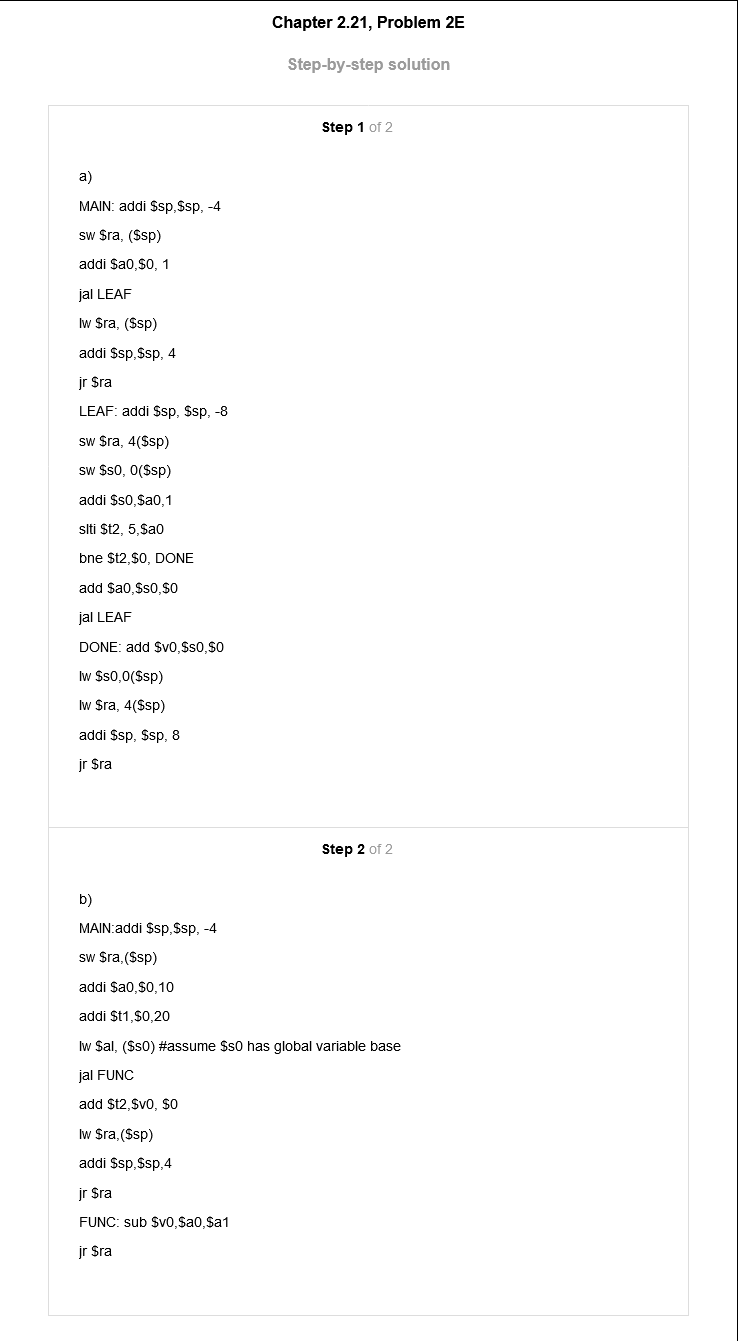 Chapter 2.21, Problem 2E
Step-by-step solution
Step 1 of 2
a)
MAIN: addi $sp,$sp, -4
sw $ra, ($sp)
addi $a0,$0, 1
jal LEAF
lw $ra, ($sp)
addi $sp,$sp, 4
jr $ra
LEAF: addi $sp, $sp, -8
sw $ra, 4($sp)
sw $s0, 0($sp)
addi $s0,$a0,1
slti $t2, 5,$a0
bne $t2,$0, DONE
add $a0,$s0,$0
jal LEAF
DONE: add $v0,$s0,$0
lw $s0,0($sp)
lw $ra, 4($sp)
addi $sp, $sp, 8
jr $ra
Step 2 of 2
b)
MAIN:addi $sp,$sp, -4
sw $ra,($sp)
addi $a0,$0,10
addi $t1,$0,20
lw $al, ($s0) #assume $s0 has global variable base
jal FUNC
add $t2,$v0, $0
lw $ra,($sp)
addi $sp,$sp,4
jr $ra
FUNC: sub $v0,$a0,$a1
jr $ra